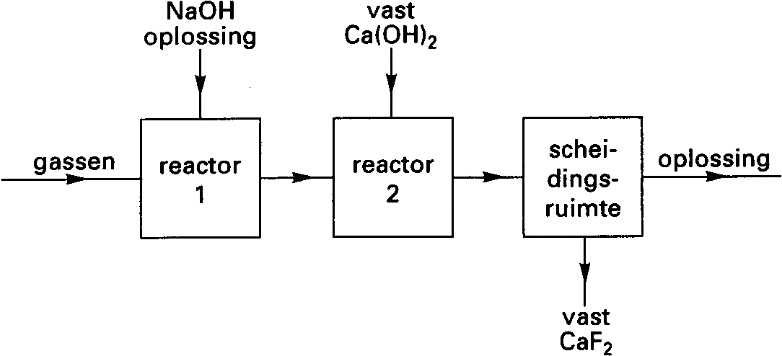 NaOH
oplossing
vast
Ca(OH)₂
gassen
reactor
1
reactor
2
schei-
dings-
ruimte
oplossing
vast
CaF₂